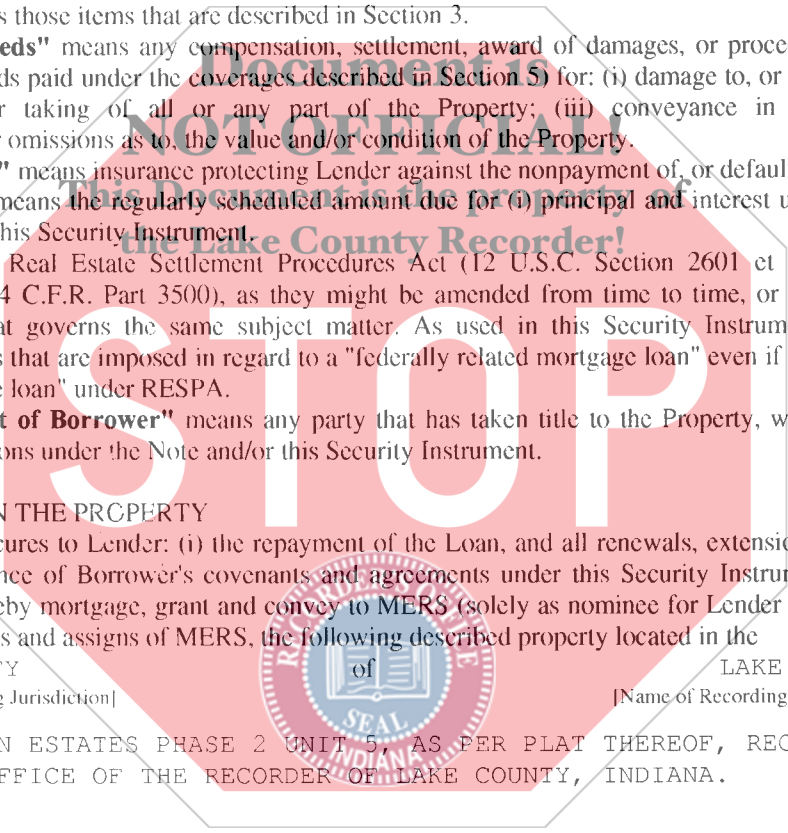 s those items that are described in Section 3.
eds" means any compensation, settlement, award of damages, or proce
ds paid under the coverages described in Section 5) for: (i) damage to, or
r taking of all or any part of the Property; (iii) conveyance in
r omissions as to, the value and/or condition of the Property.
" means insurance protecting Lender against the nonpayment of, or defaul
means the regularly scheduled amount due for (i) principal and interest u
his Security Instrument.
Real Estate Settlement Procedures Act (12 U.S.C. Section 2601 et
4 C.F.R. Part 3500), as they might be amended from time to time, or
at governs the same subject matter. As used in this Security Instrum
s that are imposed in regard to a "federally related mortgage loan" even if
e loan" under RESPA.
t of Borrower" means any party that has taken title to the Property, w
ons under the Note and/or this Security Instrument.
N THE PROPERTY
cures to Lender: (i) the repayment of the Loan, and all renewals, extensi
nce of Borrower's covenants and agreements under this Security Instru
eby mortgage, grant and convey to MERS (solely as nominee for Lender
s and assigns of MERS, the following described property located in the
Y of LAKE
g Jurisdiction] [Name of Recording
N ESTATES PHASE 2 UNIT 5, AS PER PLAT THEREOF, REC
FFICE OF THE RECORDER OF LAKE COUNTY, INDIANA.
Document is
NOT OFFICIAL!
This Document is the property of
the Lake County Recorder!
STOP
RECORDER'S OFFICE
SEAL
INDIANA